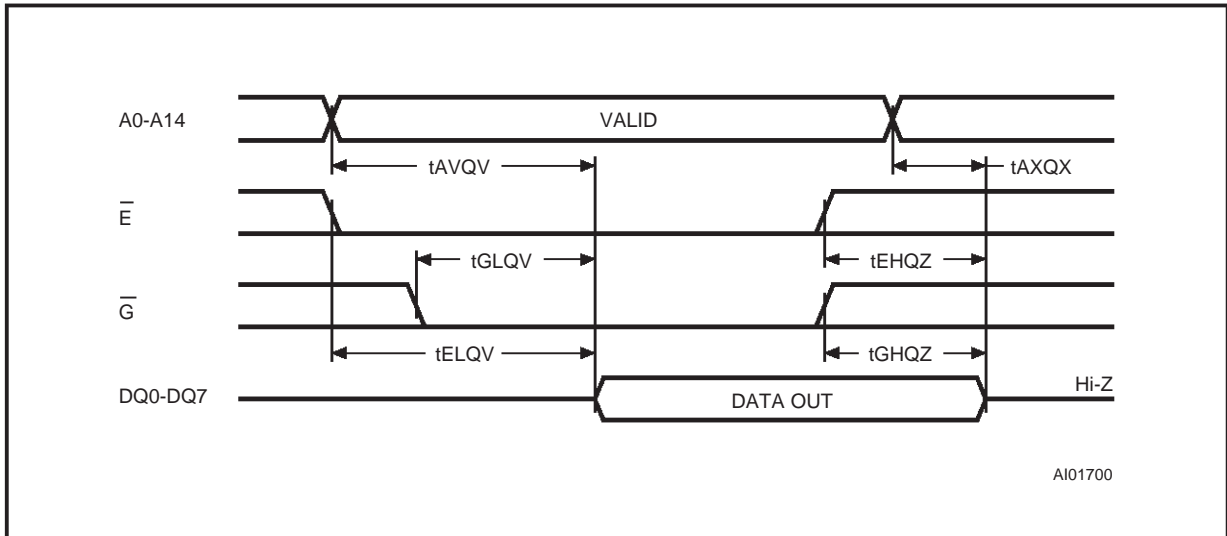 A0-A14
VALID
tAVQV
tAXQX
E̅
tGLQV
tEHQZ
G̅
tELQV
tGHQZ
DQ0-DQ7
DATA OUT
Hi-Z
AI01700